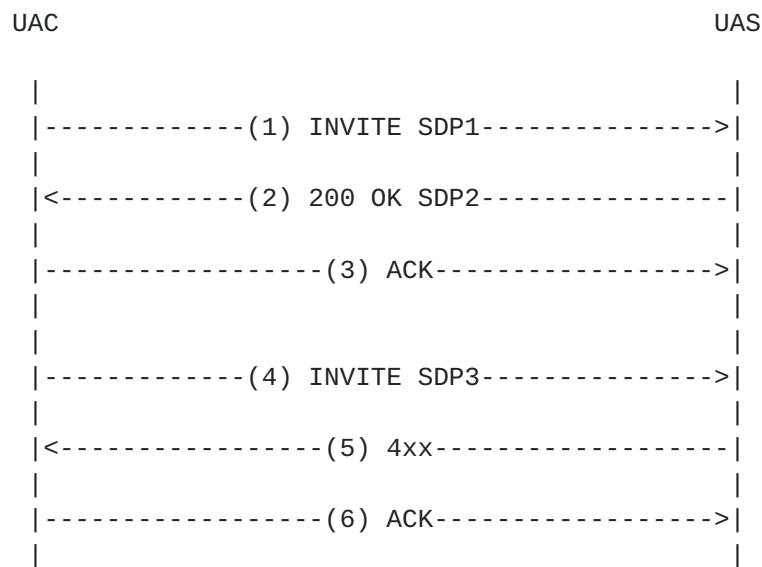 UAC UAS
|-------------(1) INVITE SDP1--------------->|
|<------------(2) 200 OK SDP2----------------|
|------------------(3) ACK------------------>|
|-------------(4) INVITE SDP3--------------->|
|<-----------------(5) 4xx-------------------|
|------------------(6) ACK------------------>|